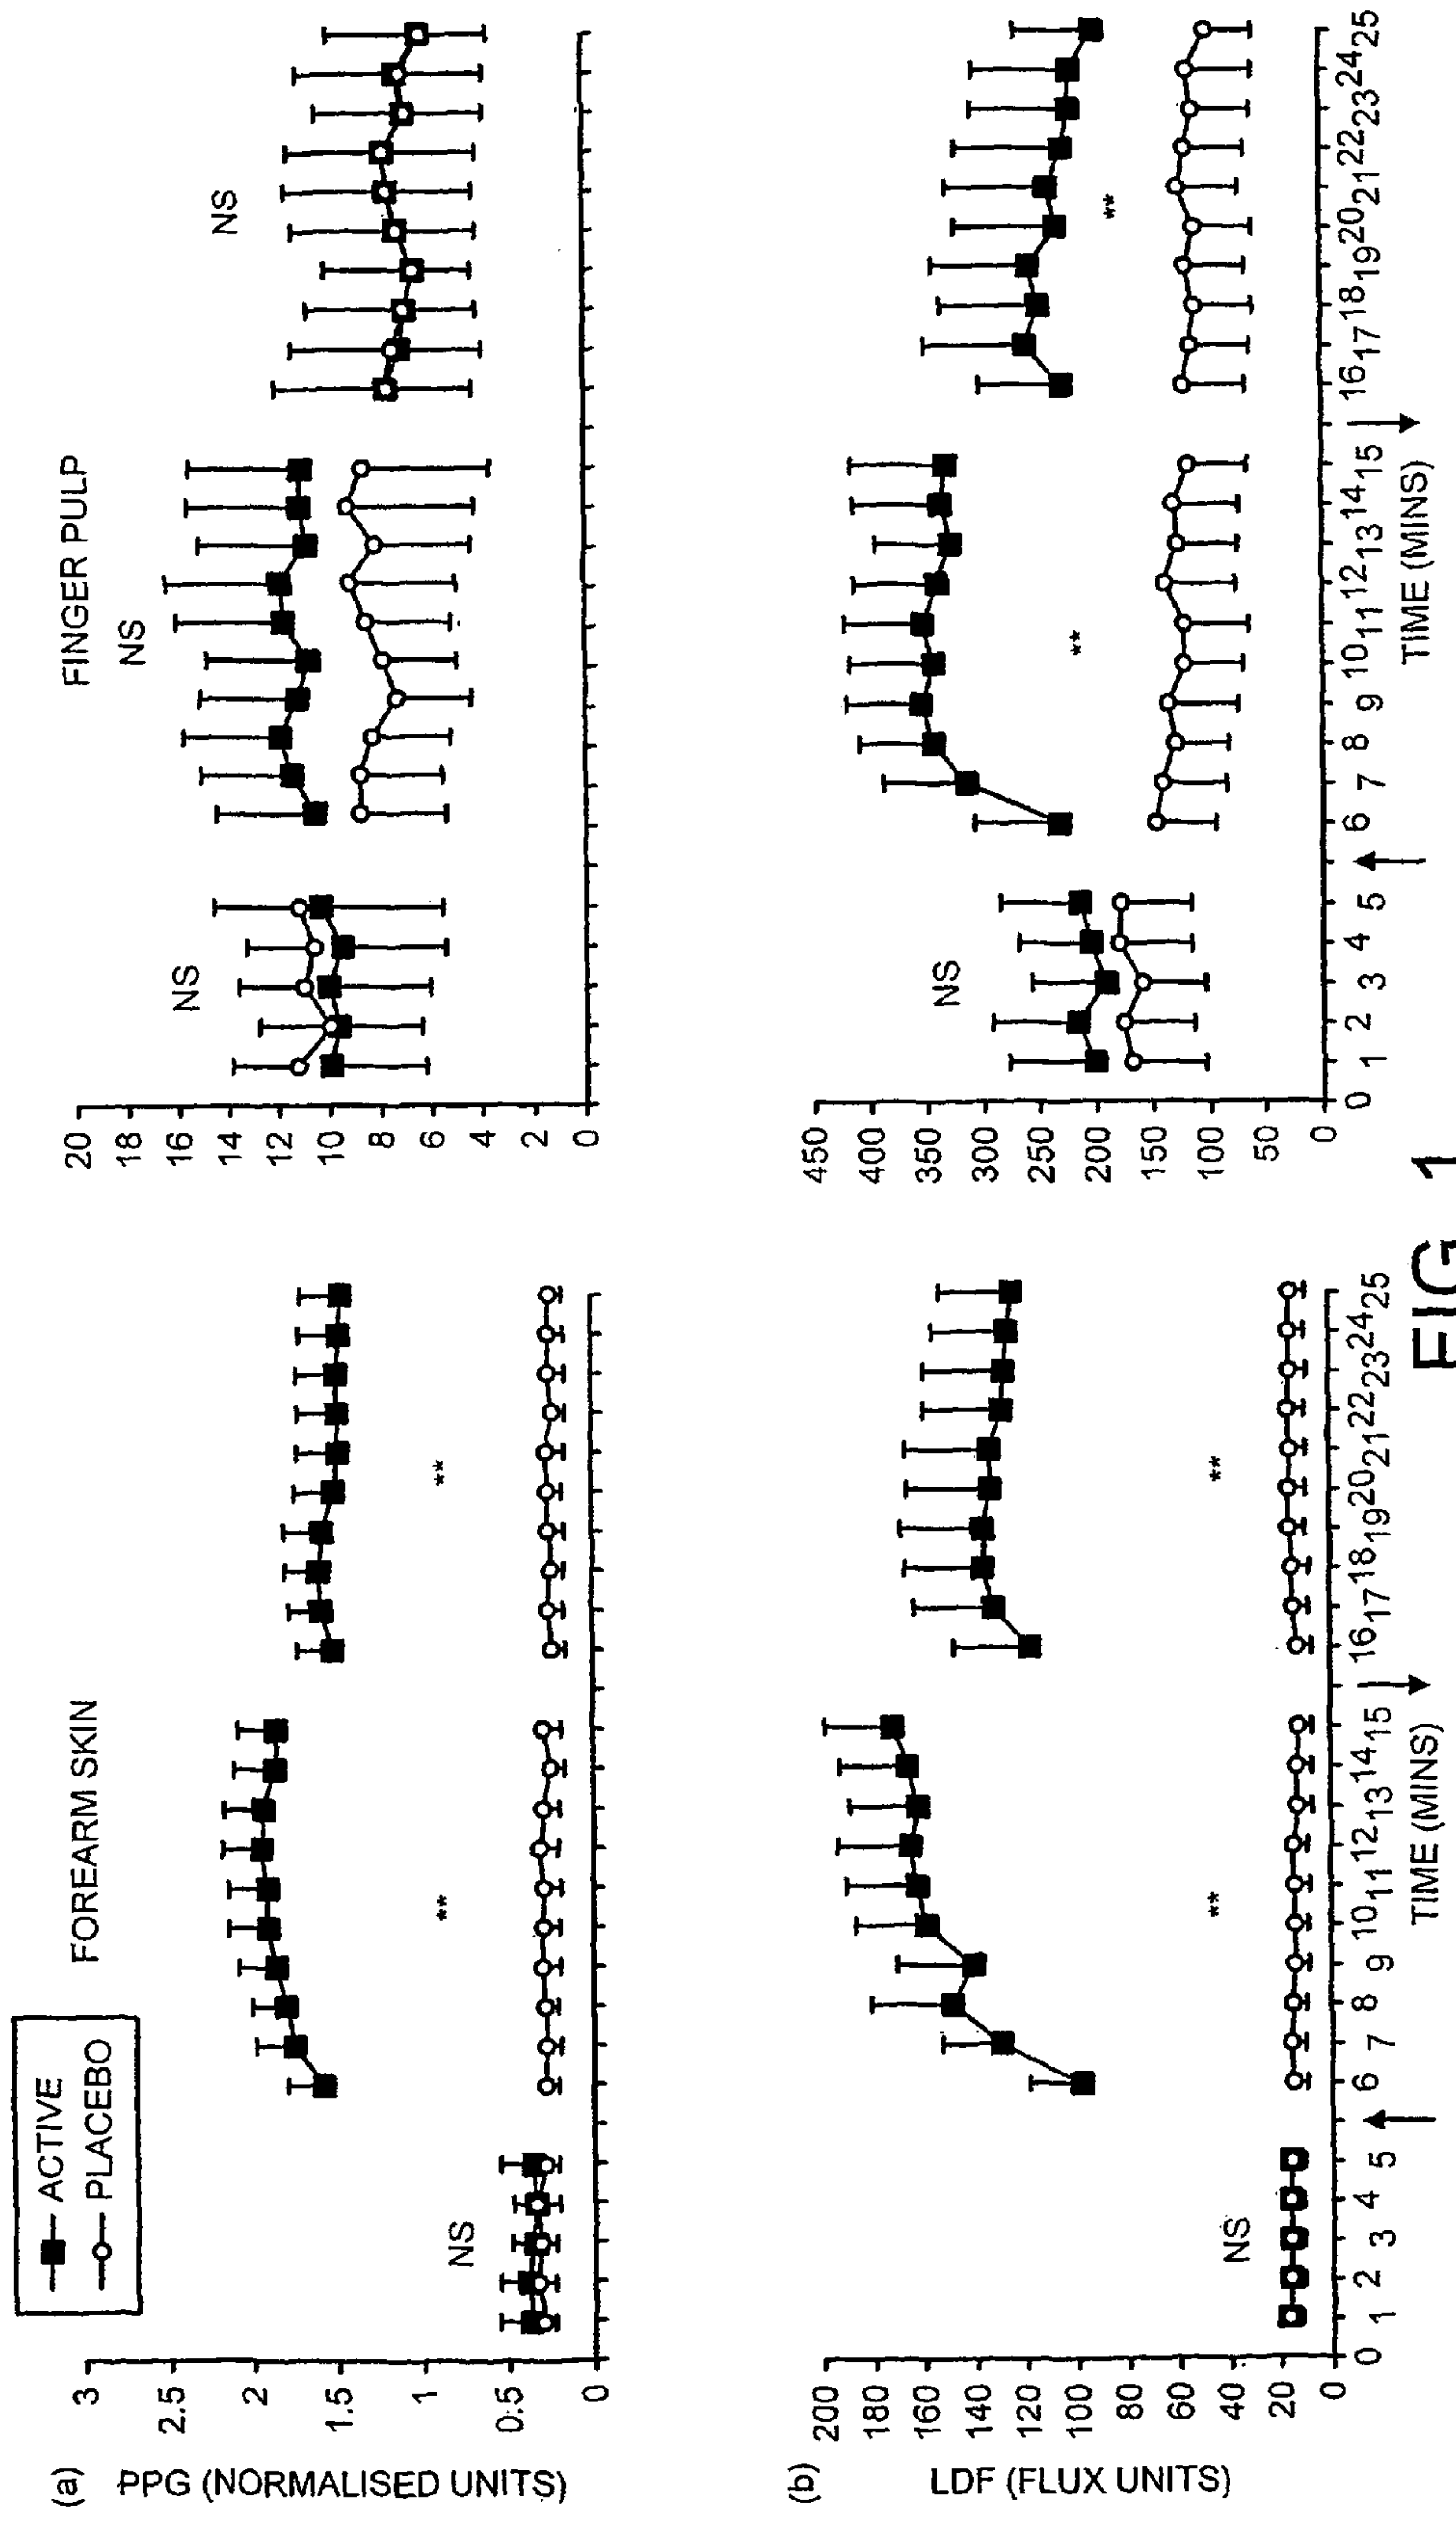 ACTIVE
PLACEBO
FOREARM SKIN
FINGER PULP
(a)
PPG (NORMALISED UNITS)
3
2.5
2
1.5
1
0.5
0
NS
**
**
20
18
16
14
12
10
8
6
4
2
0
NS
NS
NS
(b)
LDF (FLUX UNITS)
200
180
160
140
120
100
80
60
40
20
0
NS
**
**
0 1 2 3 4 5 6 7 8 9 10 11 12 13 14 15 16 17 18 19 20 21 22 23 24 25
TIME (MINS)
450
400
350
300
250
200
150
100
50
0
NS
**
**
0 1 2 3 4 5 6 7 8 9 10 11 12 13 14 15 16 17 18 19 20 21 22 23 24 25
TIME (MINS)
FIG 1